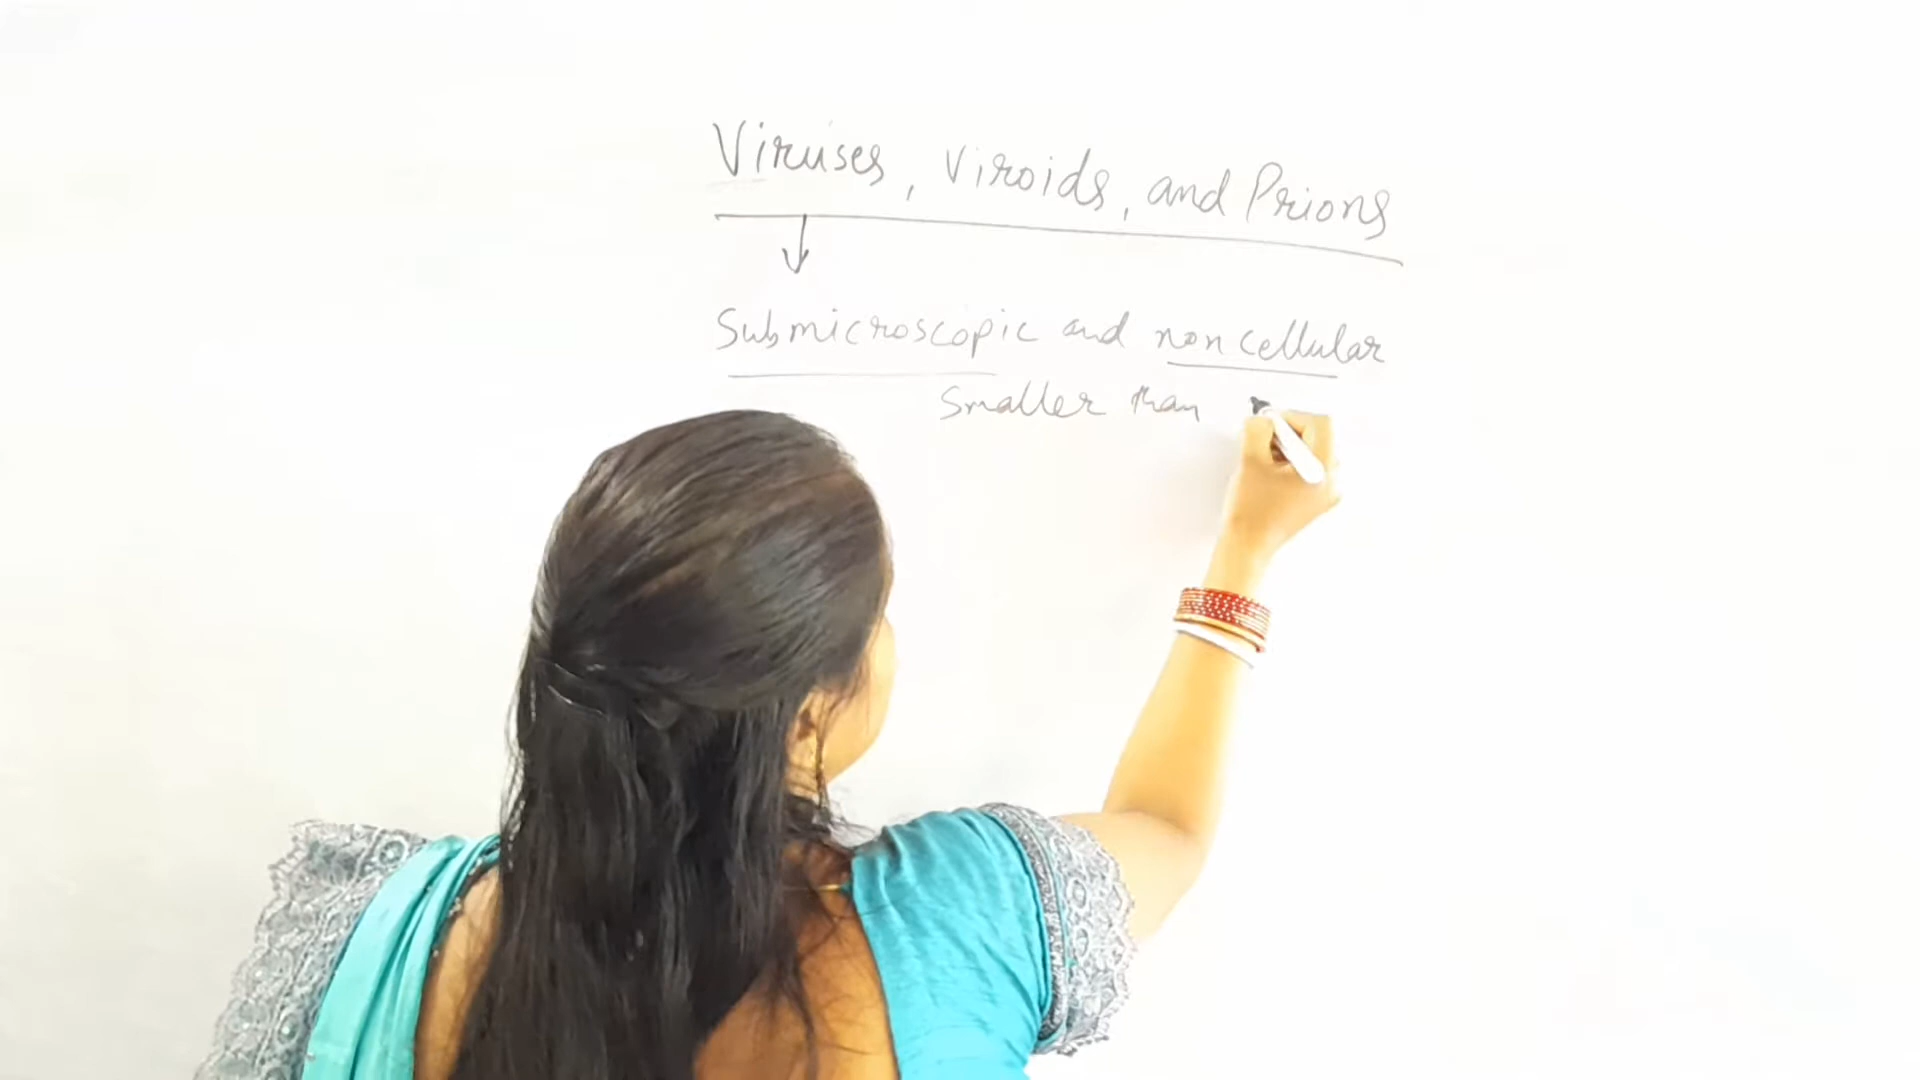 Viruses, Viroids, and Prions
Submicroscopic and noncellular
Smaller than